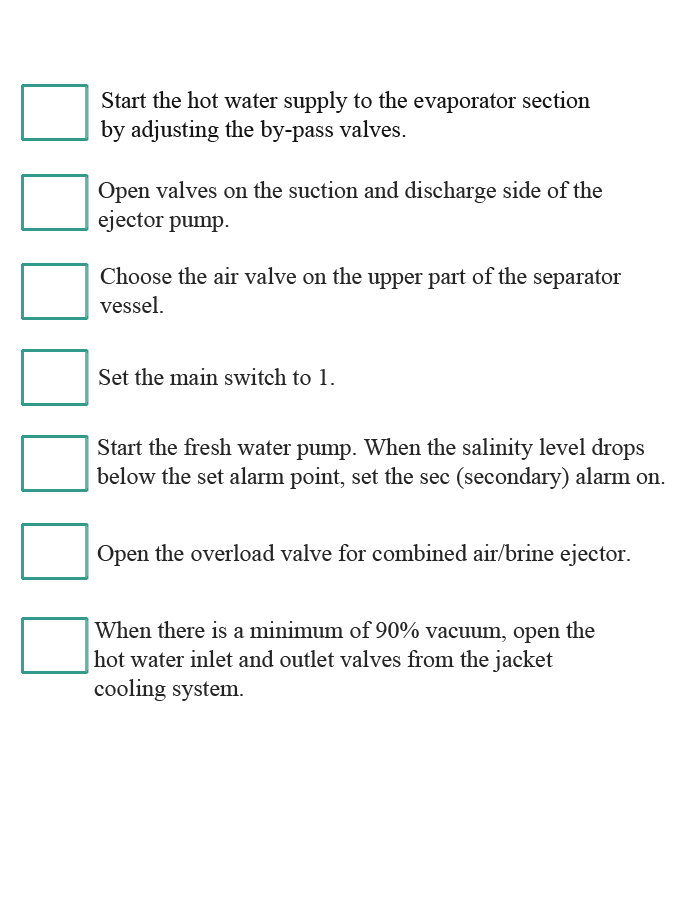 Start the hot water supply to the evaporator section
by adjusting the by-pass valves.
Open valves on the suction and discharge side of the
ejector pump.
Choose the air valve on the upper part of the separator
vessel.
Set the main switch to 1.
Start the fresh water pump. When the salinity level drops
below the set alarm point, set the sec (secondary) alarm on.
Open the overload valve for combined air/brine ejector.
When there is a minimum of 90% vacuum, open the
hot water inlet and outlet valves from the jacket
cooling system.